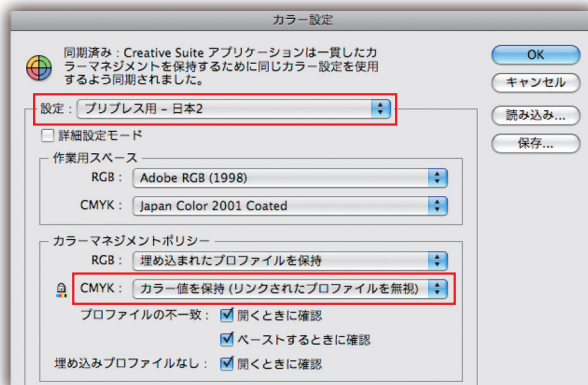 カラー設定
同期済み : Creative Suite アプリケーションは一貫したカ
ラーマネジメントを保持するために同じカラー設定を使用
するよう同期されました。
OK
キャンセル
読み込み...
保存...
設定 : プリプレス用 – 日本2
詳細設定モード
作業用スペース
RGB : Adobe RGB (1998)
CMYK : Japan Color 2001 Coated
カラーマネジメントポリシー
RGB : 埋め込まれたプロファイルを保持
CMYK : カラー値を保持 (リンクされたプロファイルを無視)
プロファイルの不一致 : 開くときに確認
ペーストするときに確認
埋め込みプロファイルなし : 開くときに確認